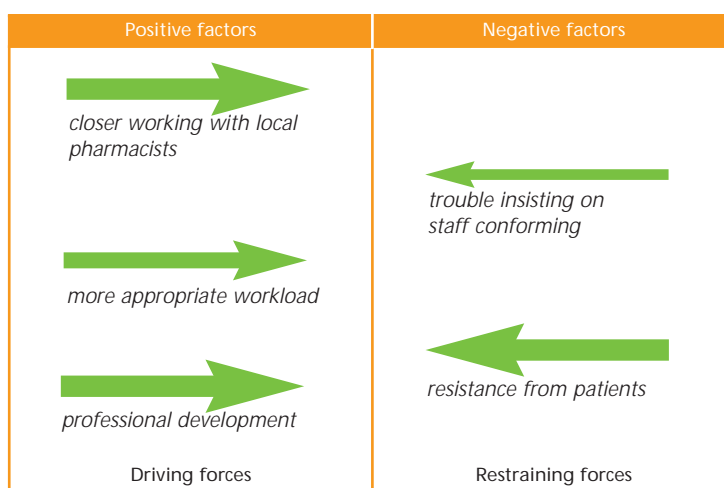 Positive factors
Negative factors
closer working with local
pharmacists
trouble insisting on
staff conforming
more appropriate workload
resistance from patients
professional development
Driving forces
Restraining forces